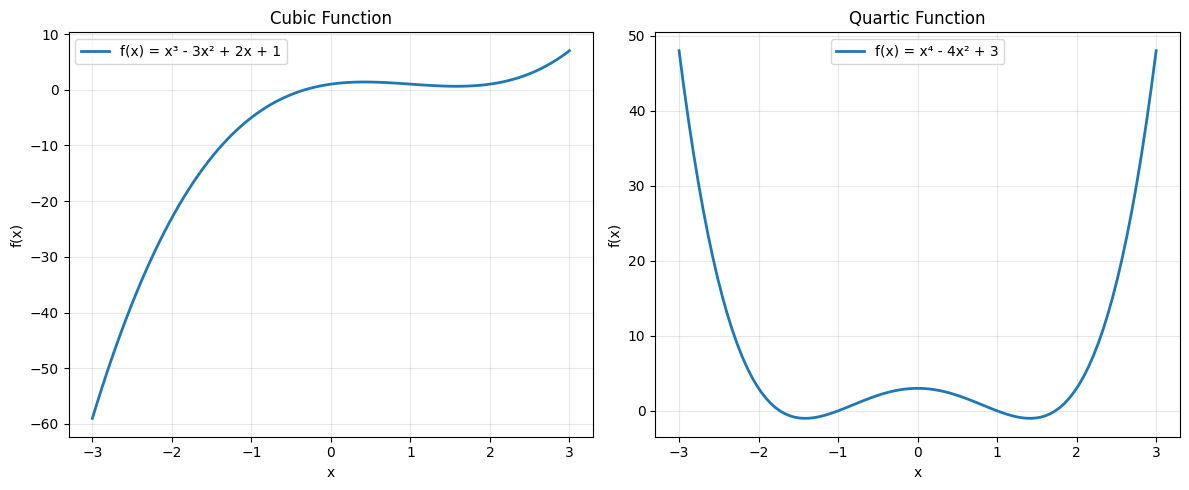 Cubic Function
f(x) = x³ - 3x² + 2x + 1
10
0
−10
−20
−30
−40
−50
−60
f(x)
−3 −2 −1 0 1 2 3
x
Quartic Function
f(x) = x⁴ - 4x² + 3
50
40
30
20
10
0
f(x)
−3 −2 −1 0 1 2 3
x